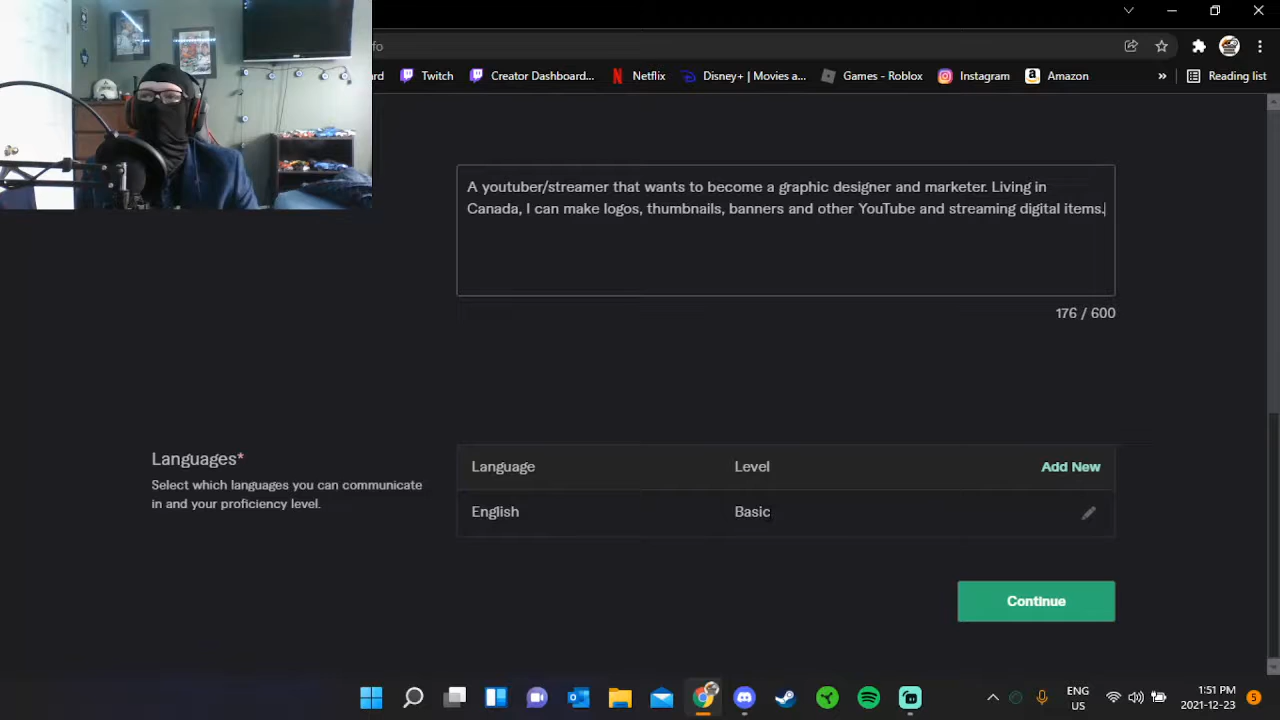 fo
rd
Twitch
Creator Dashboard...
Netflix
Disney+ | Movies a...
Games - Roblox
Instagram
Amazon
»
Reading list
A youtuber/streamer that wants to become a graphic designer and marketer. Living in
Canada, I can make logos, thumbnails, banners and other YouTube and streaming digital items.
176 / 600
Languages*
Select which languages you can communicate
in and your proficiency level.
Language
Level
Add New
English
Basic
Continue
ENG
US
1:51 PM
2021-12-23
5